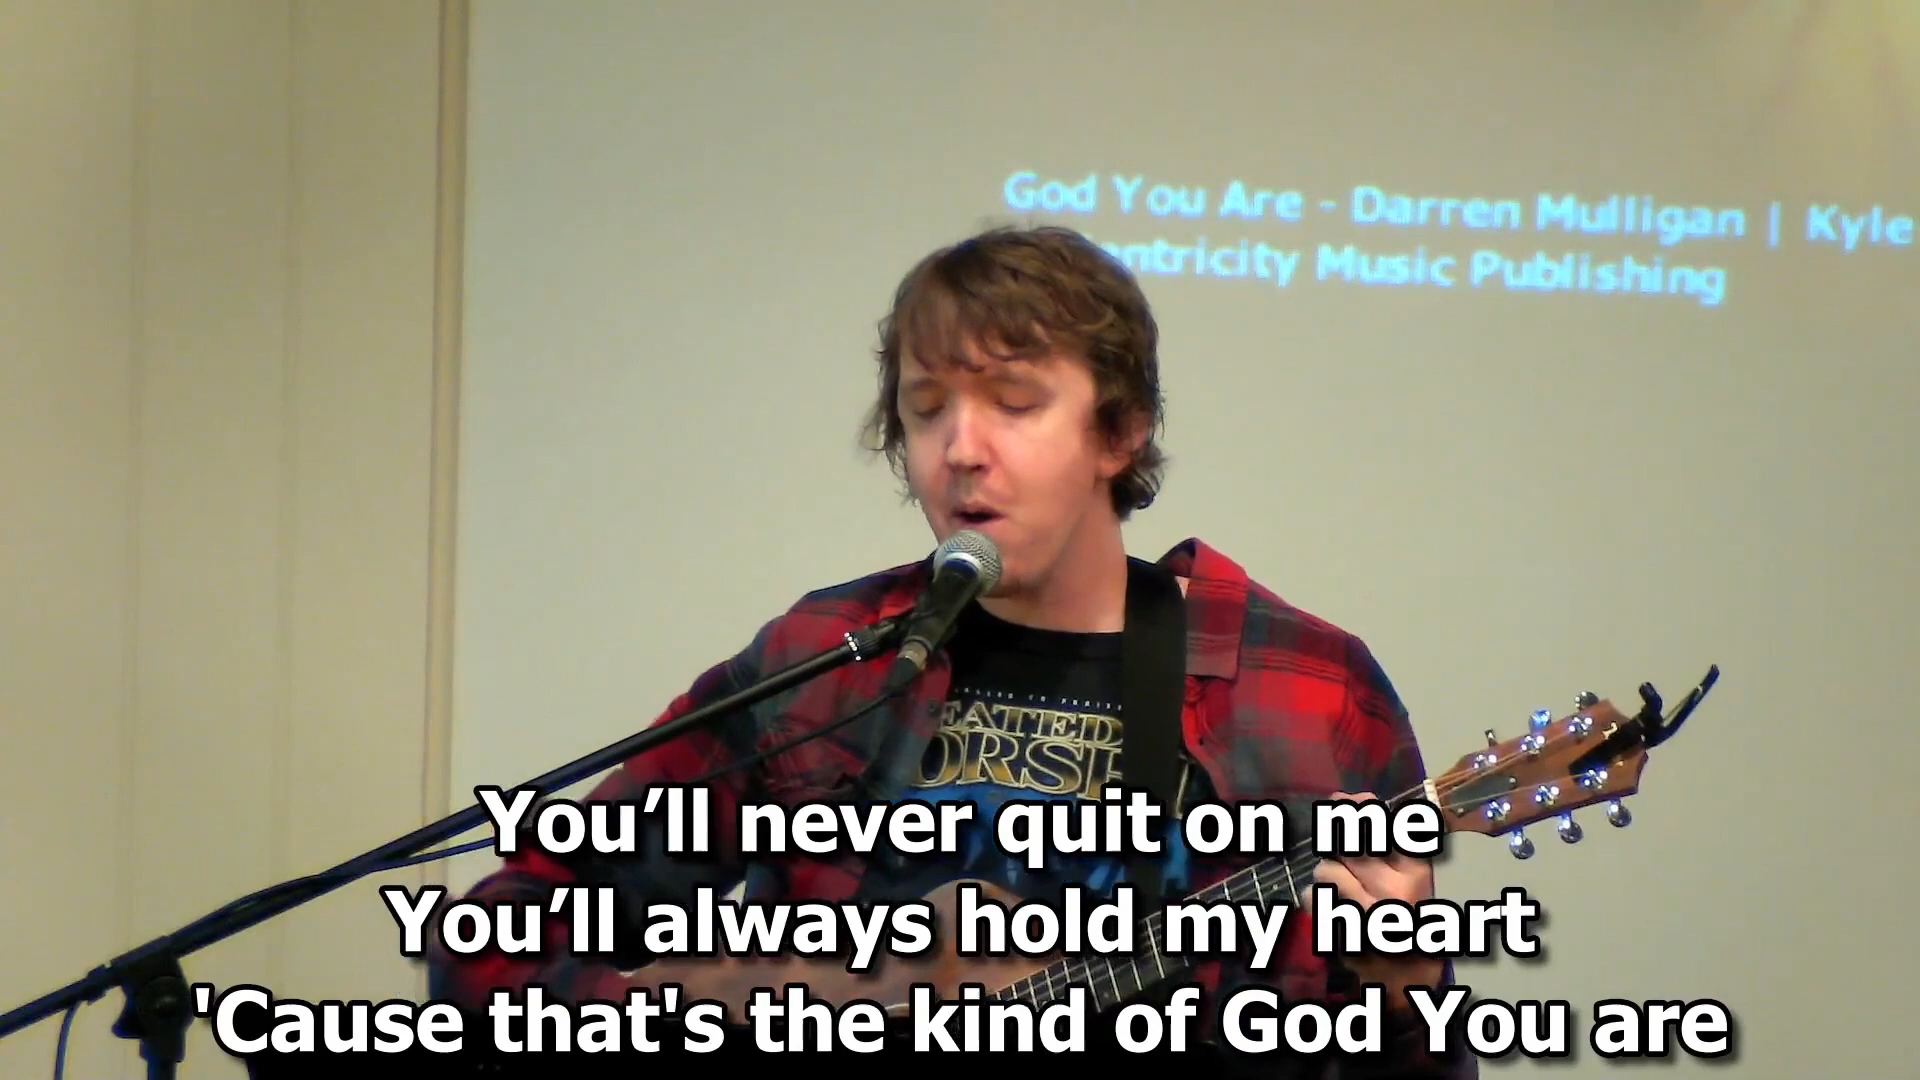 God You Are - Darren Mulligan | Kyle
Music Publishing
You’ll never quit on me
You’ll always hold my heart
'Cause that's the kind of God You are